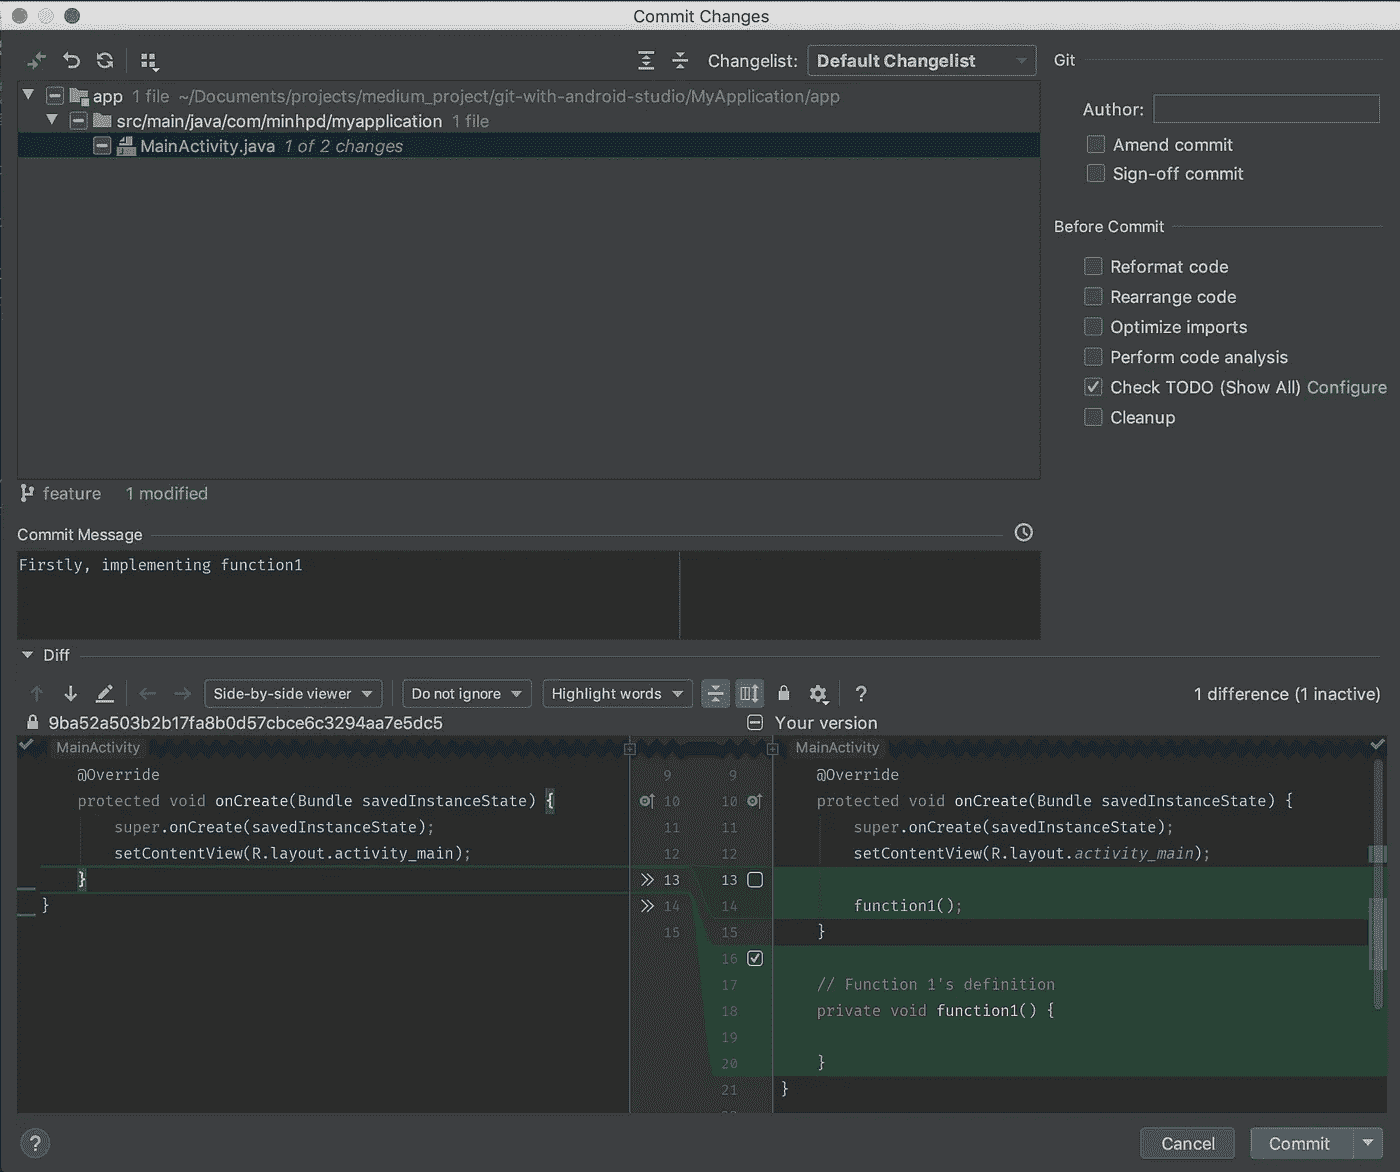 Commit Changes
Changelist: Default Changelist
Git
app 1 file ~/Documents/projects/medium_project/git-with-android-studio/MyApplication/app
src/main/java/com/minhpd/myapplication 1 file
MainActivity.java 1 of 2 changes
Author:
Amend commit
Sign-off commit
Before Commit
Reformat code
Rearrange code
Optimize imports
Perform code analysis
Check TODO (Show All) Configure
Cleanup
feature 1 modified
Commit Message
Firstly, implementing function1
Diff
Side-by-side viewer Do not ignore Highlight words ? 1 difference (1 inactive)
9ba52a503b2b17fa8b0d57cbce6c3294aa7e5dc5 Your version
MainActivity MainActivity
@Override 9 9 @Override
protected void onCreate(Bundle savedInstanceState) { 10 10 protected void onCreate(Bundle savedInstanceState) {
super.onCreate(savedInstanceState); 11 11 super.onCreate(savedInstanceState);
setContentView(R.layout.activity_main); 12 12 setContentView(R.layout.activity_main);
} 13 13
} 14 14 function1();
15 15 }
16
17 // Function 1's definition
18 private void function1() {
19
20 }
21 }
? Cancel Commit